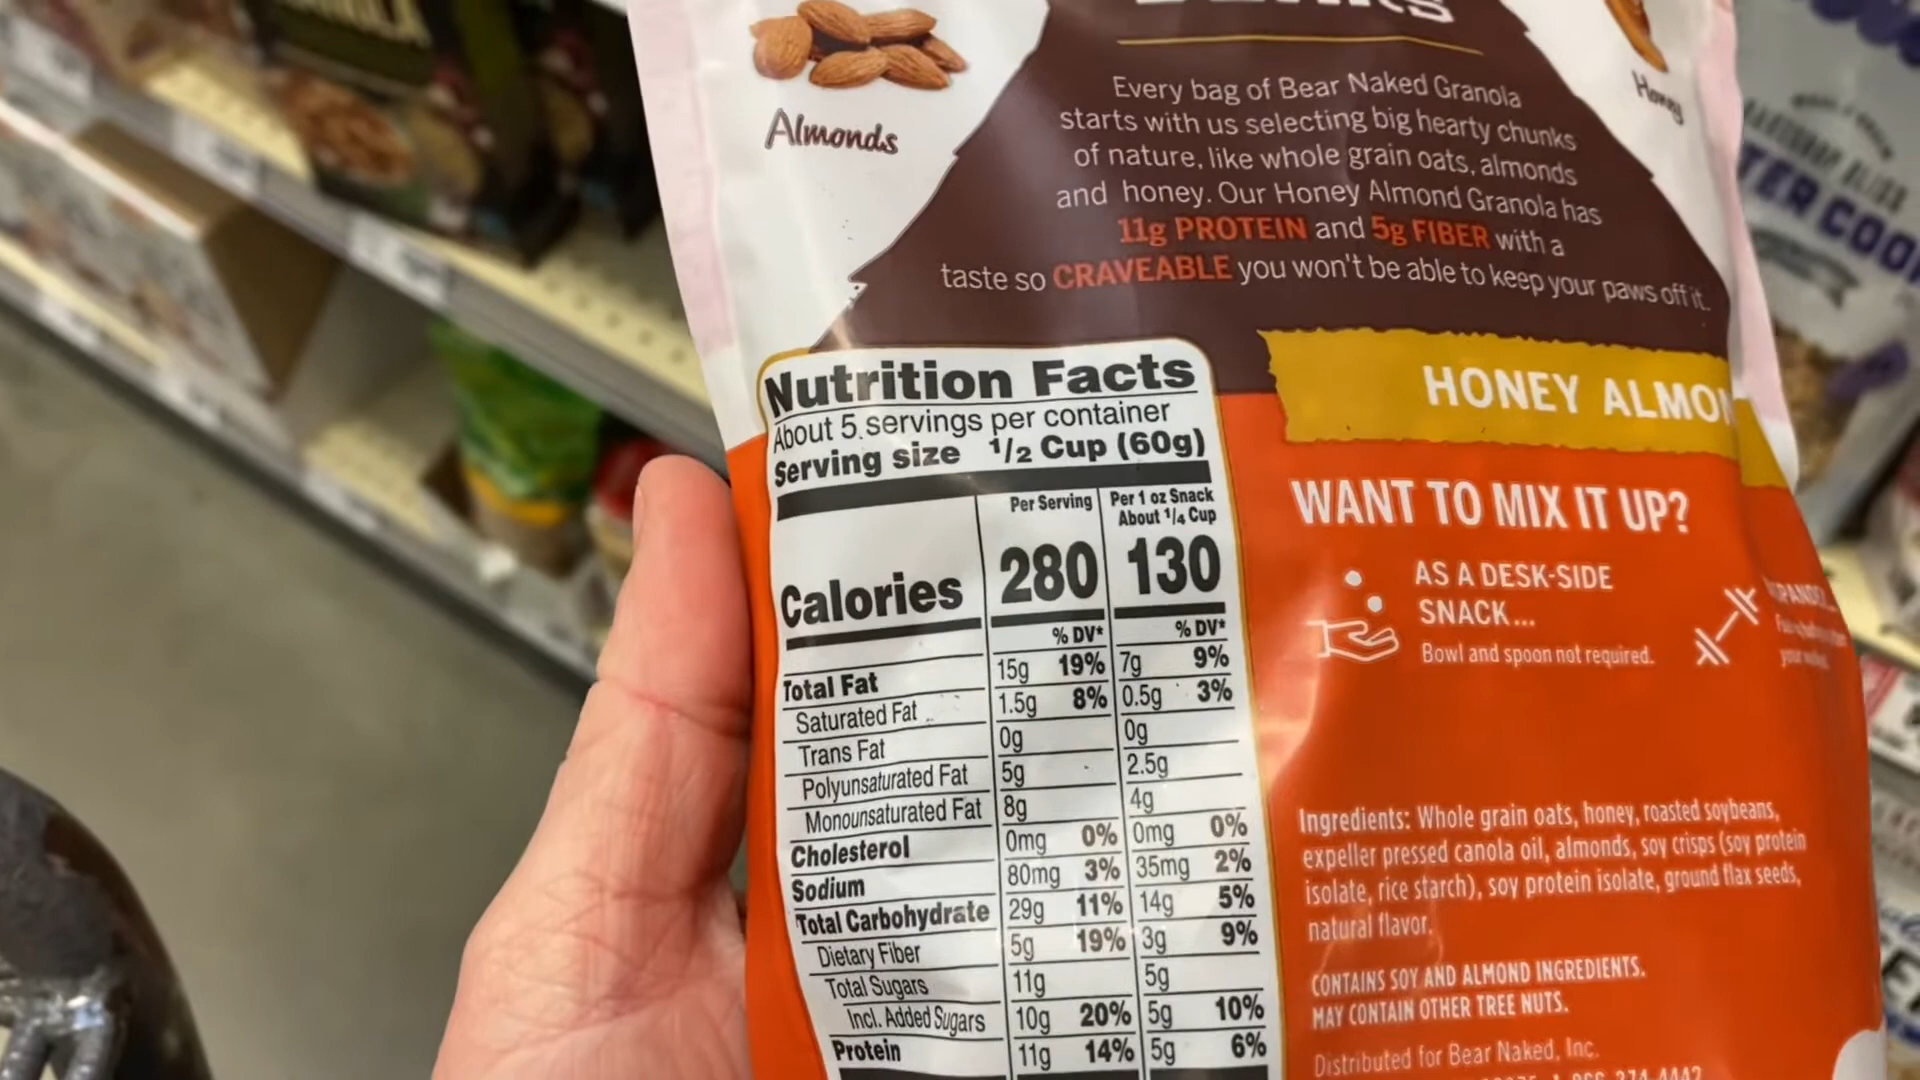 Almonds
Honey
Every bag of Bear Naked Granola
starts with us selecting big hearty chunks
of nature, like whole grain oats, almonds
and honey. Our Honey Almond Granola has
11g PROTEIN and 5g FIBER with a
taste so CRAVEABLE you won't be able to keep your paws off it.
HONEY ALMO
Nutrition Facts
About 5 servings per container
Serving size 1/2 Cup (60g)
Per Serving Per 1 oz Snack
About 1/4 Cup
Calories 280 130
% DV* % DV*
Total Fat 15g 19% 7g 9%
Saturated Fat 1.5g 8% 0.5g 3%
Trans Fat 0g 0g
Polyunsaturated Fat 5g 2.5g
Monounsaturated Fat 8g 4g
Cholesterol 0mg 0% 0mg 0%
Sodium 80mg 3% 35mg 2%
Total Carbohydrate 29g 11% 14g 5%
Dietary Fiber 5g 19% 3g 9%
Total Sugars 11g 5g
Incl. Added Sugars 10g 20% 5g 10%
Protein 11g 14% 5g 6%
WANT TO MIX IT UP?
AS A DESK-SIDE
SNACK...
Bowl and spoon not required.
Ingredients: Whole grain oats, honey, roasted soybeans,
expeller pressed canola oil, almonds, soy crisps (soy protein
isolate, rice starch), soy protein isolate, ground flax seeds,
natural flavor.
CONTAINS SOY AND ALMOND INGREDIENTS.
MAY CONTAIN OTHER TREE NUTS.
Distributed for Bear Naked, Inc.